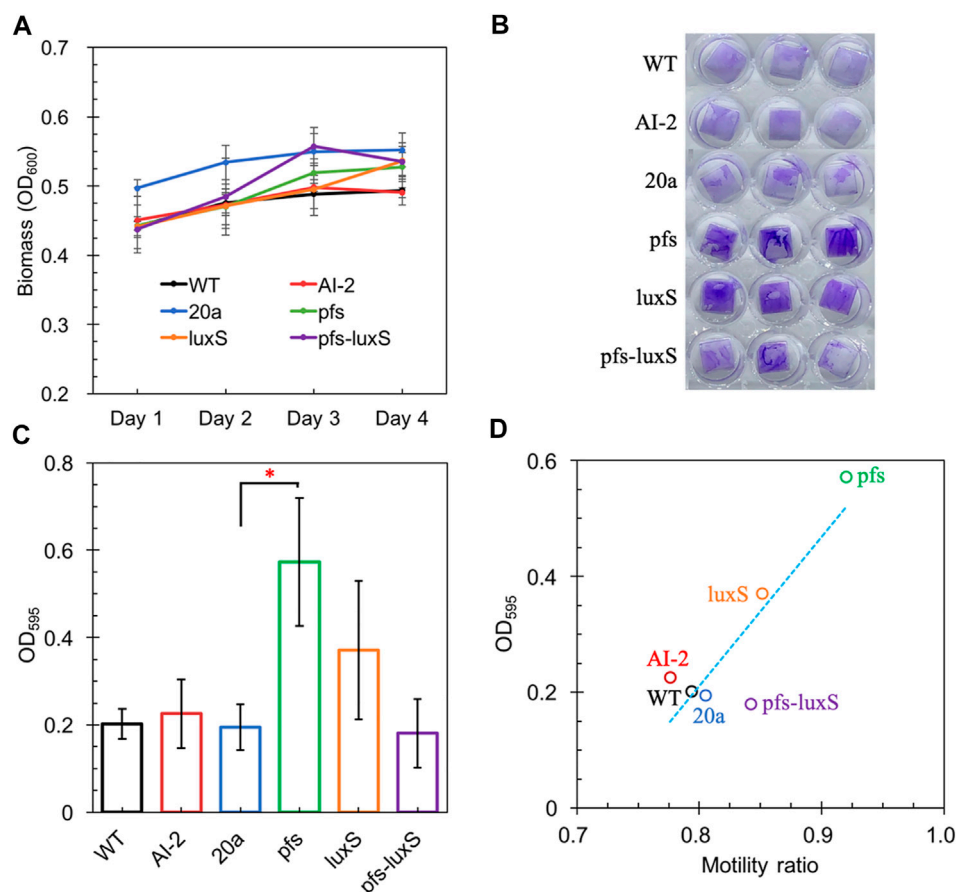 A
0.7
0.6
0.5
0.4
0.3
0.2
Biomass (OD600)
WT
AI-2
20a
pfs
luxS
pfs-luxS
Day 1 Day 2 Day 3 Day 4
B
WT
AI-2
20a
pfs
luxS
pfs-luxS
C
0.8
0.6
0.4
0.2
0
OD595
*
WT AI-2 20a pfs luxS pfs-luxS
D
0.6
0.4
0.2
0
OD595
pfs
luxS
AI-2
WT
20a
pfs-luxS
0.7 0.8 0.9 1.0
Motility ratio